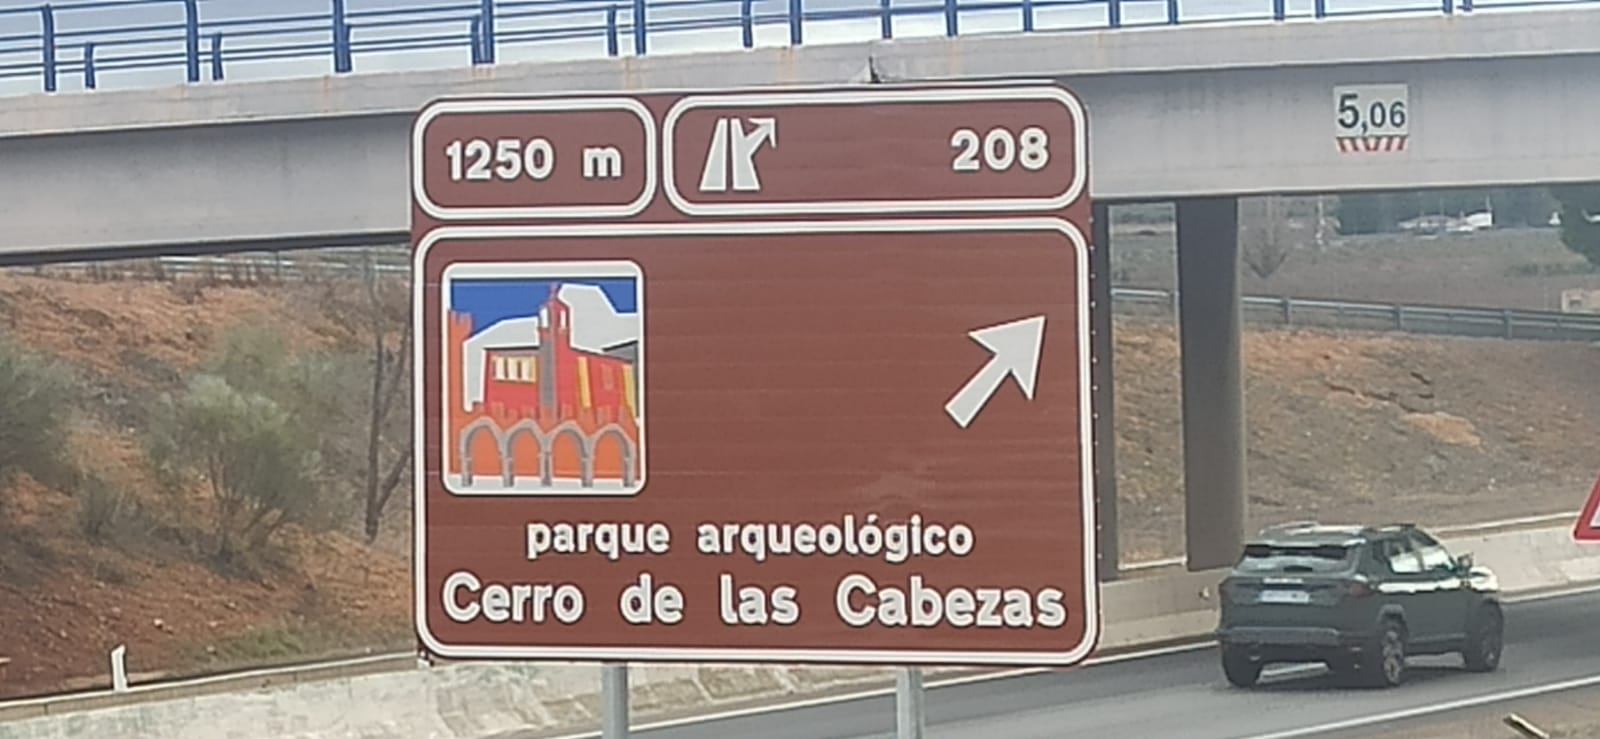 1250 m
208
5,06
parque arqueológico
Cerro de las Cabezas